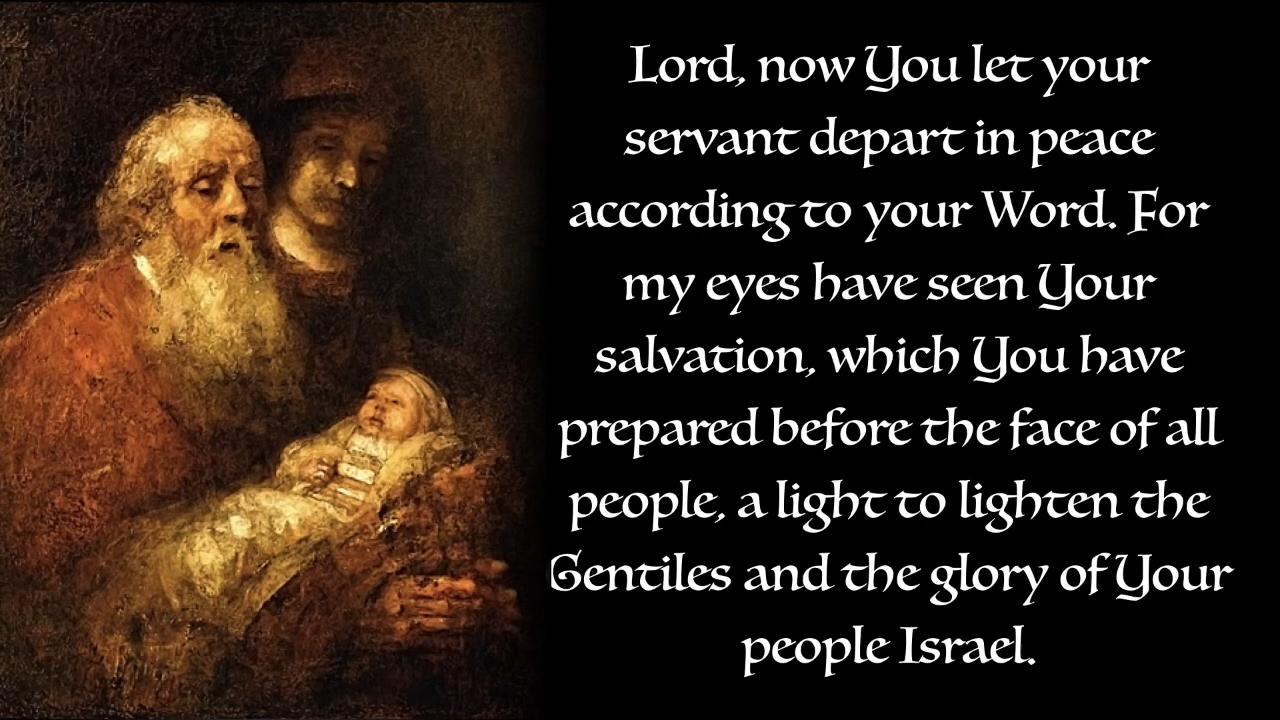 Lord, now You let your
servant depart in peace
according to your Word. For
my eyes have seen Your
salvation, which You have
prepared before the face of all
people, a light to lighten the
Gentiles and the glory of Your
people Israel.